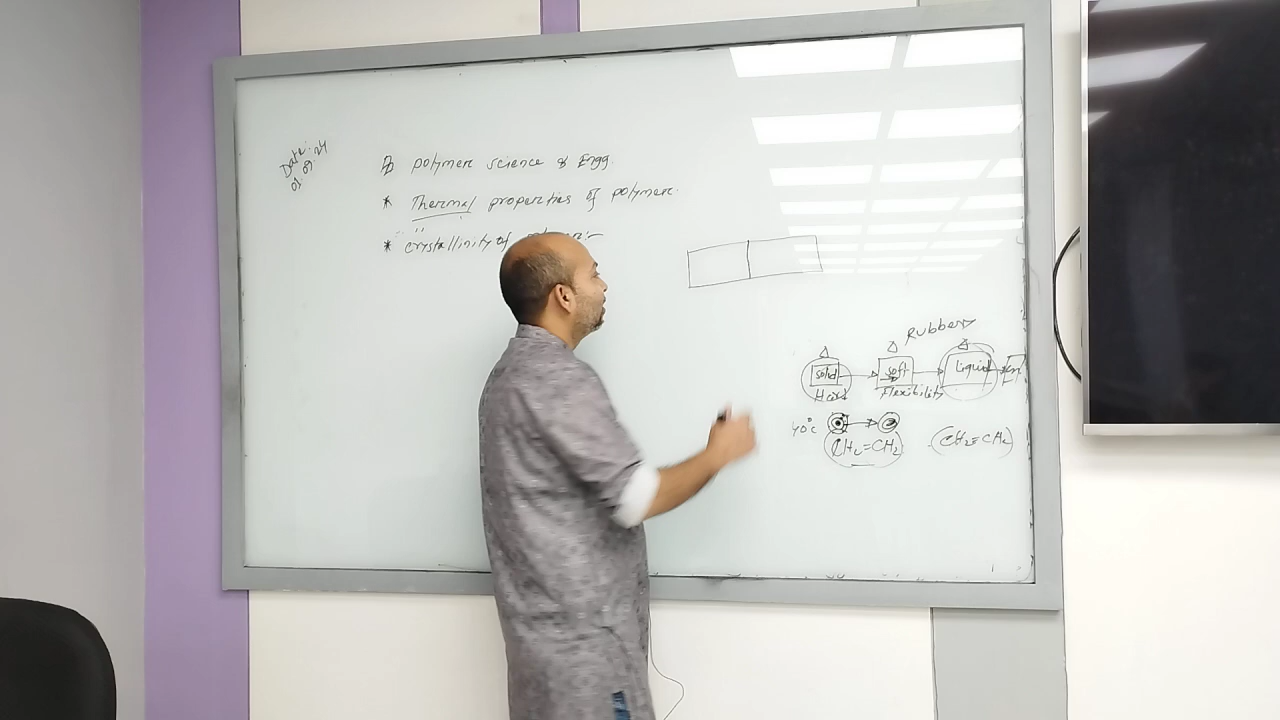 Date:
01.09.24
polymer science & Engg.
* Thermal properties of polymer.
* crystallinity of
Rubber
solid
soft
Liquid
Hard
Flexibility
40°c
CH₂=CH₂
(CH₂=CH₂)